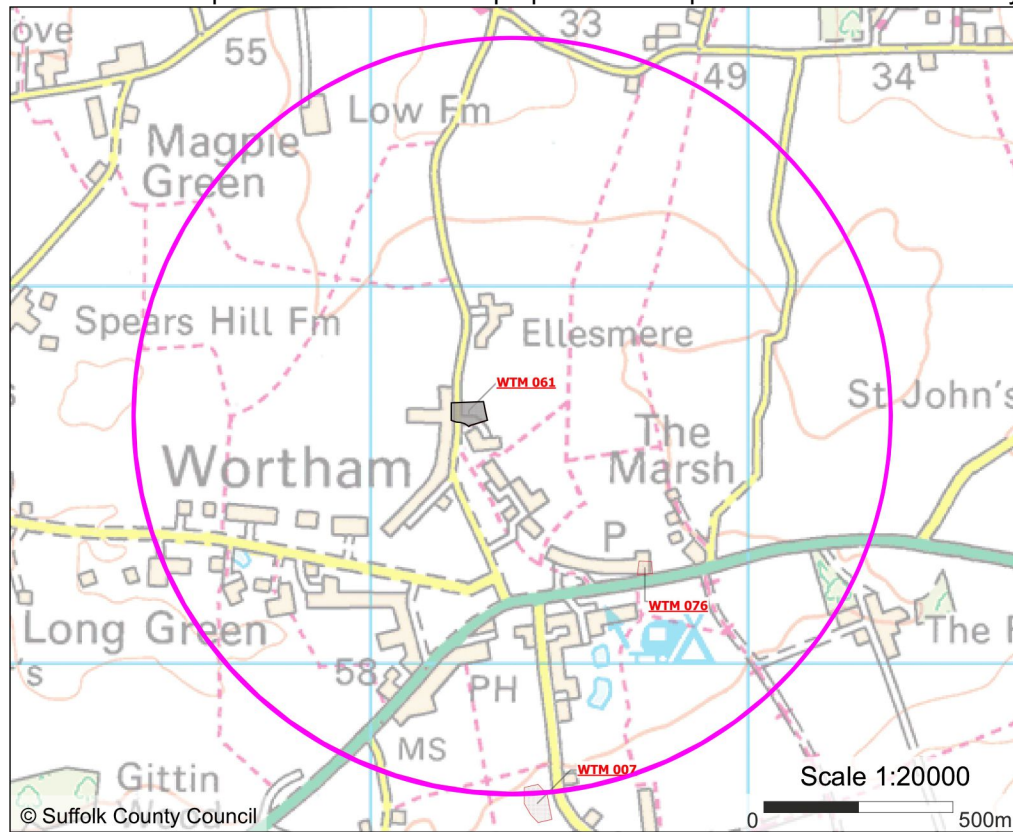 ove
55
33
49
34
Low Fm
Magpie
Green
Spears Hill Fm
Ellesmere
WTM 061
St John's
The
Marsh
Wortham
P
WTM 076
Long Green
The F
's
58
PH
MS
WTM 007
Gittin
Wood
Scale 1:20000
© Suffolk County Council
0
500m